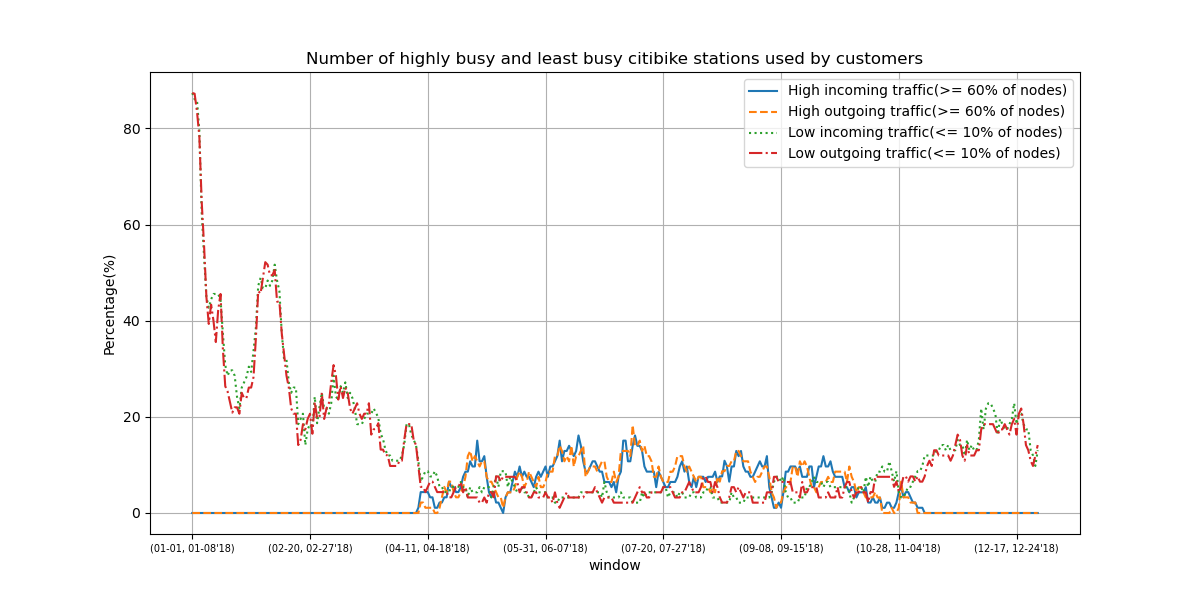 Number of highly busy and least busy citibike stations used by customers
High incoming traffic(>= 60% of nodes)
High outgoing traffic(>= 60% of nodes)
Low incoming traffic(<= 10% of nodes)
Low outgoing traffic(<= 10% of nodes)
Percentage(%)
80
60
40
20
0
(01-01, 01-08'18) (02-20, 02-27'18) (04-11, 04-18'18) (05-31, 06-07'18) (07-20, 07-27'18) (09-08, 09-15'18) (10-28, 11-04'18) (12-17, 12-24'18)
window